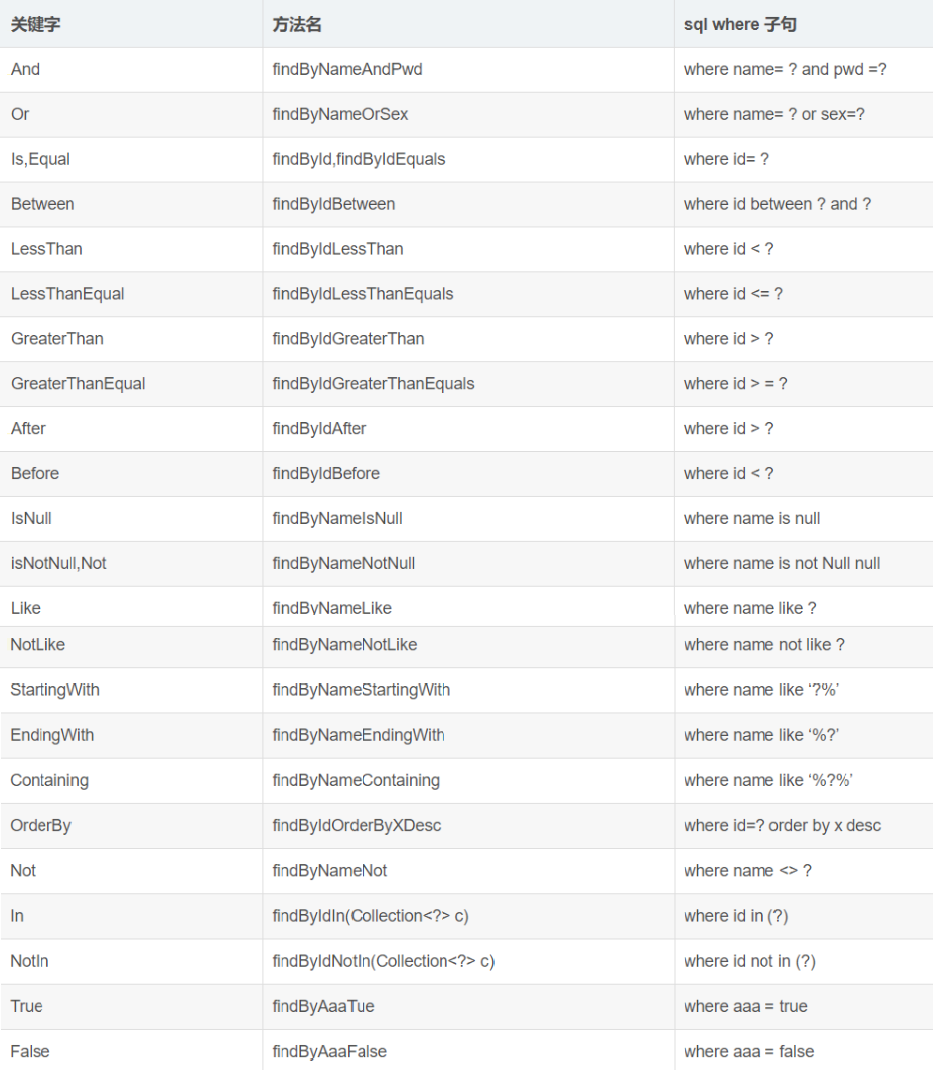 关键字 方法名 sql where 子句
And findByNameAndPwd where name= ? and pwd =?
Or findByNameOrSex where name= ? or sex=?
Is,Equal findById,findByIdEquals where id= ?
Between findByIdBetween where id between ? and ?
LessThan findByIdLessThan where id < ?
LessThanEqual findByIdLessThanEquals where id <= ?
GreaterThan findByIdGreaterThan where id > ?
GreaterThanEqual findByIdGreaterThanEquals where id > = ?
After findByIdAfter where id > ?
Before findByIdBefore where id < ?
IsNull findByNameIsNull where name is null
isNotNull,Not findByNameNotNull where name is not Null null
Like findByNameLike where name like ?
NotLike findByNameNotLike where name not like ?
StartingWith findByNameStartingWith where name like ‘?%’
EndingWith findByNameEndingWith where name like ‘%?’
Containing findByNameContaining where name like ‘%?%’
OrderBy findByIdOrderByXDesc where id=? order by x desc
Not findByNameNot where name <> ?
In findByIdIn(Collection<?> c) where id in (?)
NotIn findByIdNotIn(Collection<?> c) where id not in (?)
True findByAaaTue where aaa = true
False findByAaaFalse where aaa = false